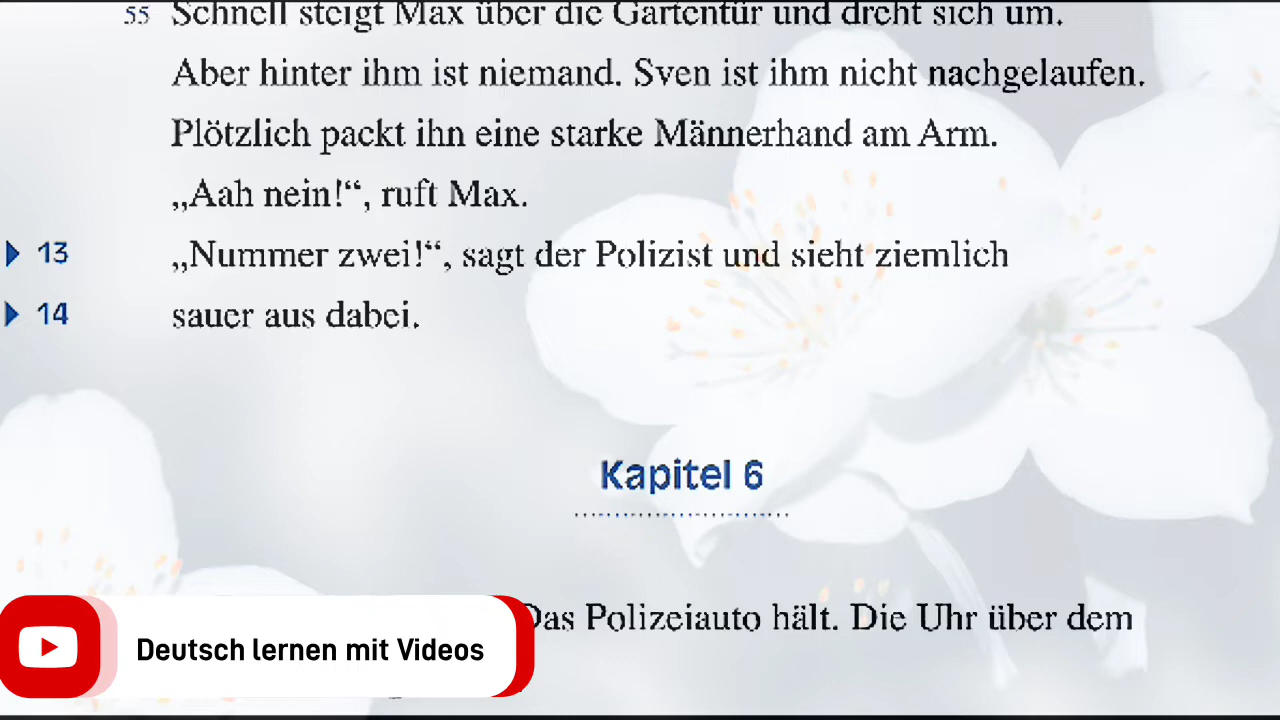 55 Schnell steigt Max über die Gartentür und dreht sich um.
Aber hinter ihm ist niemand. Sven ist ihm nicht nachgelaufen.
Plötzlich packt ihn eine starke Männerhand am Arm.
„Aah nein!“, ruft Max.
13 „Nummer zwei!“, sagt der Polizist und sieht ziemlich
14 sauer aus dabei.
Kapitel 6
Das Polizeiauto hält. Die Uhr über dem
Deutsch lernen mit Videos